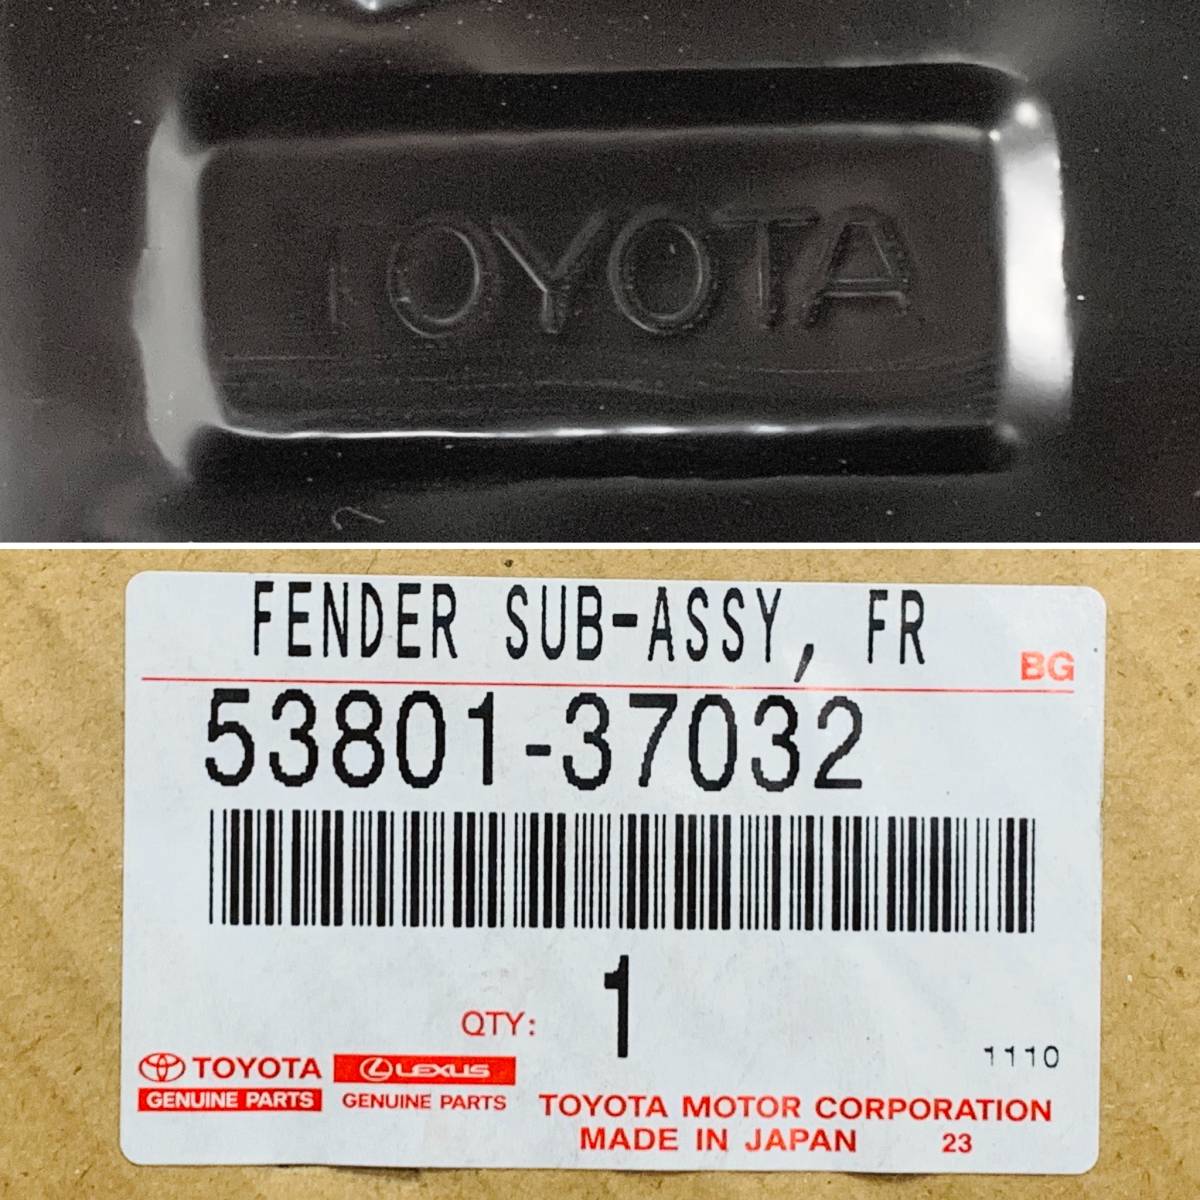 TOYOTA
FENDER SUB-ASSY, FR
BG
53801-37032
QTY: 1
1110
TOYOTA LEXUS
GENUINE PARTS GENUINE PARTS
TOYOTA MOTOR CORPORATION
MADE IN JAPAN 23